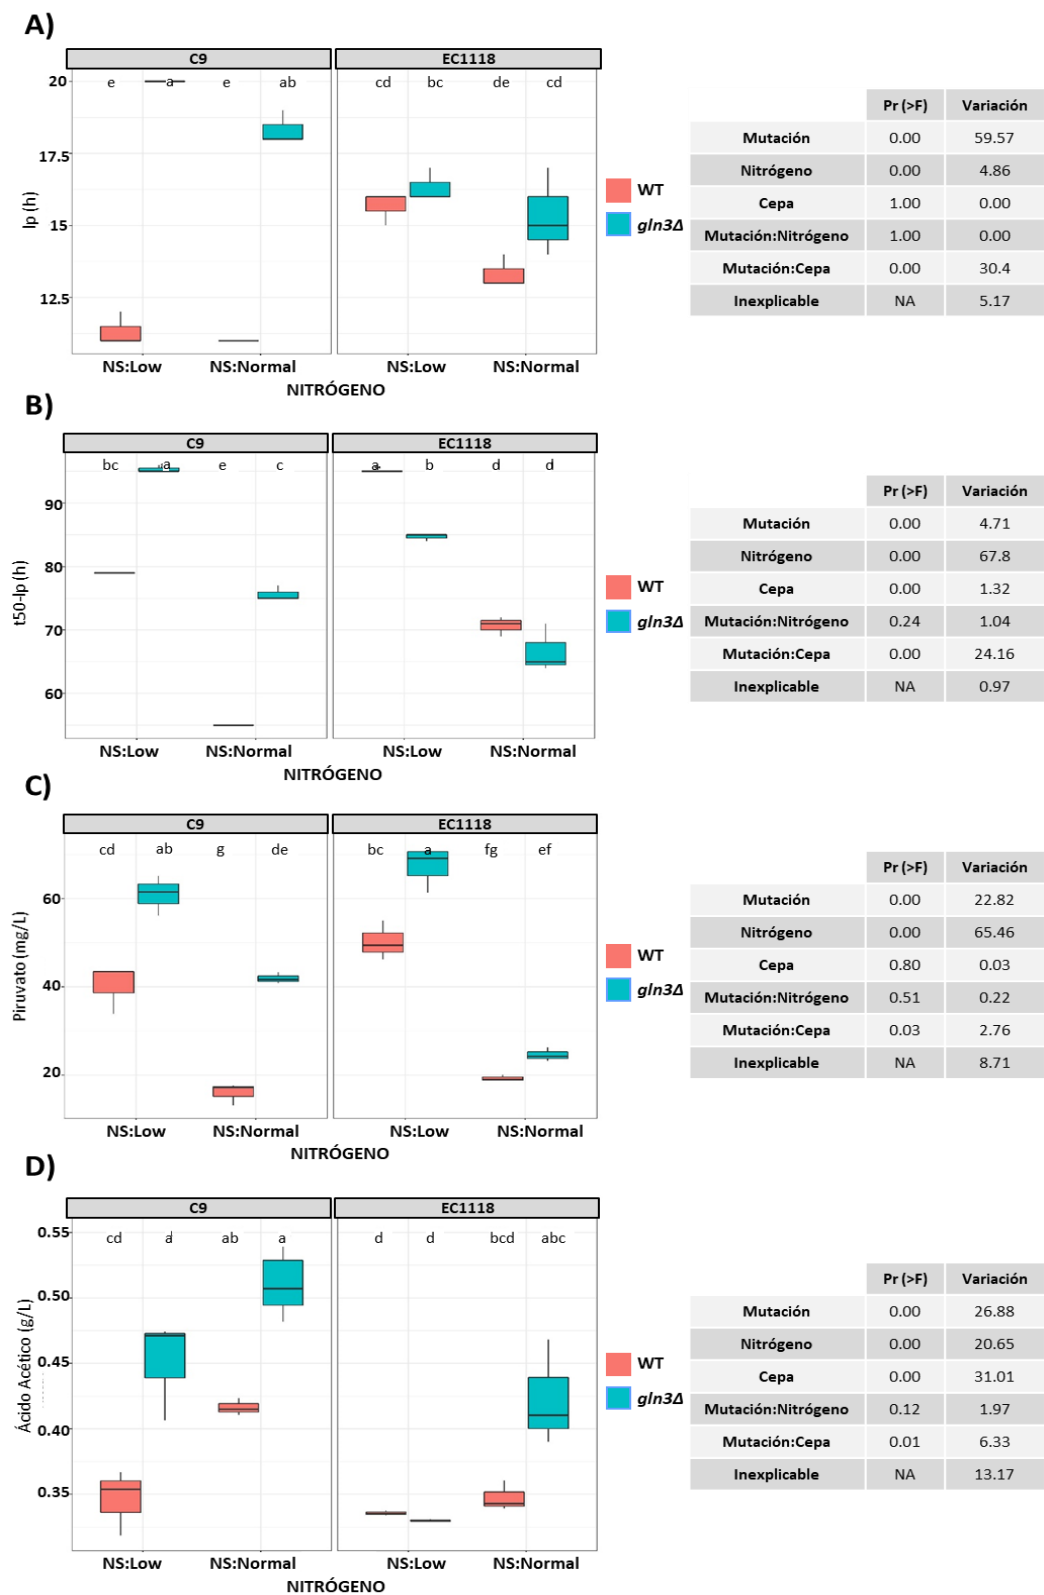 A)
C9 EC1118
20 e a e ab cd bc de cd
17.5
15
12.5
lp (h)
NS:Low NS:Normal NS:Low NS:Normal
NITRÓGENO
WT
gln3Δ
Pr (>F) Variación
Mutación 0.00 59.57
Nitrógeno 0.00 4.86
Cepa 1.00 0.00
Mutación:Nitrógeno 1.00 0.00
Mutación:Cepa 0.00 30.4
Inexplicable NA 5.17
B)
C9 EC1118
bc a e c a b d d
90
80
70
60
t50-lp (h)
NS:Low NS:Normal NS:Low NS:Normal
NITRÓGENO
WT
gln3Δ
Pr (>F) Variación
Mutación 0.00 4.71
Nitrógeno 0.00 67.8
Cepa 0.00 1.32
Mutación:Nitrógeno 0.24 1.04
Mutación:Cepa 0.00 24.16
Inexplicable NA 0.97
C)
C9 EC1118
cd ab g de bc a fg ef
60
40
20
Piruvato (mg/L)
NS:Low NS:Normal NS:Low NS:Normal
NITRÓGENO
WT
gln3Δ
Pr (>F) Variación
Mutación 0.00 22.82
Nitrógeno 0.00 65.46
Cepa 0.80 0.03
Mutación:Nitrógeno 0.51 0.22
Mutación:Cepa 0.03 2.76
Inexplicable NA 8.71
D)
C9 EC1118
0.55 cd a ab a d d bcd abc
0.50
0.45
0.40
0.35
Ácido Acético (g/L)
NS:Low NS:Normal NS:Low NS:Normal
NITRÓGENO
WT
gln3Δ
Pr (>F) Variación
Mutación 0.00 26.88
Nitrógeno 0.00 20.65
Cepa 0.00 31.01
Mutación:Nitrógeno 0.12 1.97
Mutación:Cepa 0.01 6.33
Inexplicable NA 13.17